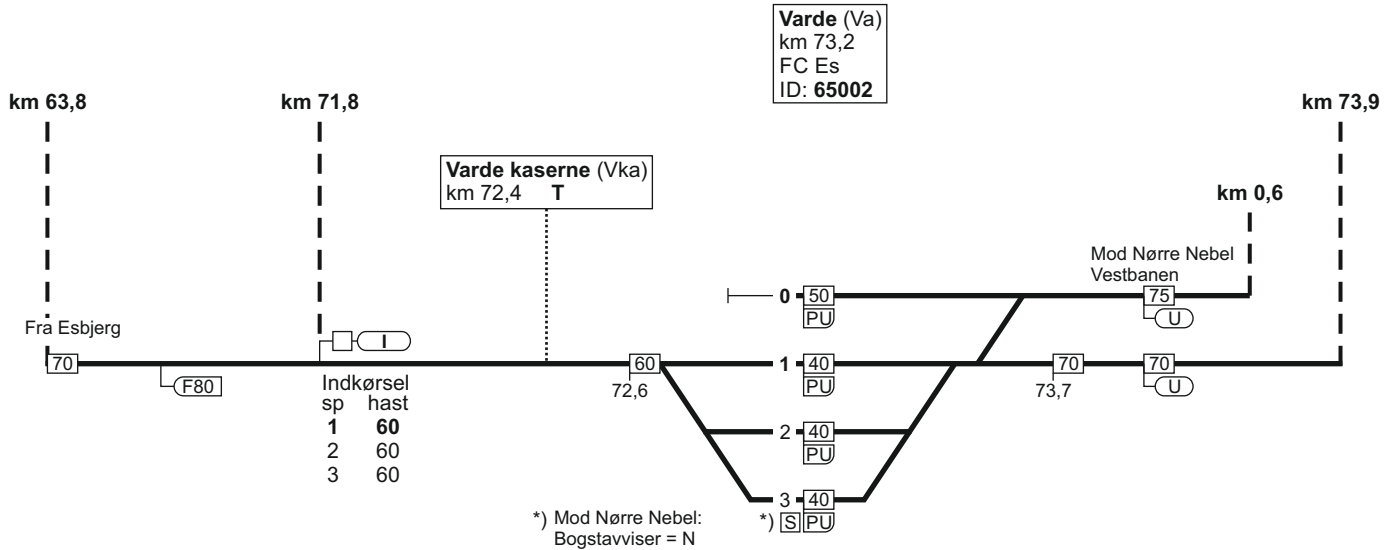 Varde (Va)
km 73,2
FC Es
ID: 65002
km 63,8
km 71,8
km 73,9
Varde kaserne (Vka)
km 72,4 T
km 0,6
Mod Nørre Nebel
Vestbanen
0 50 75
PU U
Fra Esbjerg
I
70 60 1 40 70 70
F80 72,6 PU 73,7 U
Indkørsel
sp hast
1 60
2 60
3 60
2 40
PU
3 40
*) S PU
*) Mod Nørre Nebel:
Bogstavviser = N